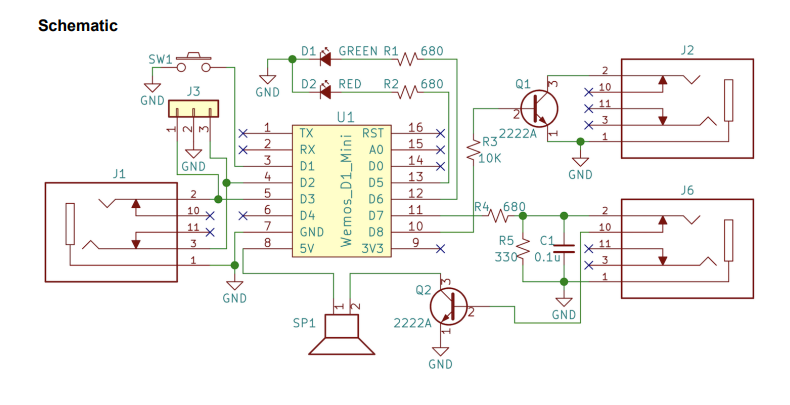 Schematic
SW1
GND
J3
1
2
3
GND
D1 GREEN R1 680
D2 RED R2 680
GND
U1
Wemos_D1_Mini
1 TX
2 RX
3 D1
4 D2
5 D3
6 D4
7 GND
8 5V
RST 16
A0 15
D0 14
D5 13
D6 12
D7 11
D8 10
3V3 9
J1
2
10
11
3
1
GND
Q1
3
2
1
2222A
R3
10K
J2
2
10
11
3
1
GND
R4 680
R5
330
C1
0.1u
GND
J6
2
10
11
3
1
SP1
1
2
Q2
3
2
1
2222A
GND